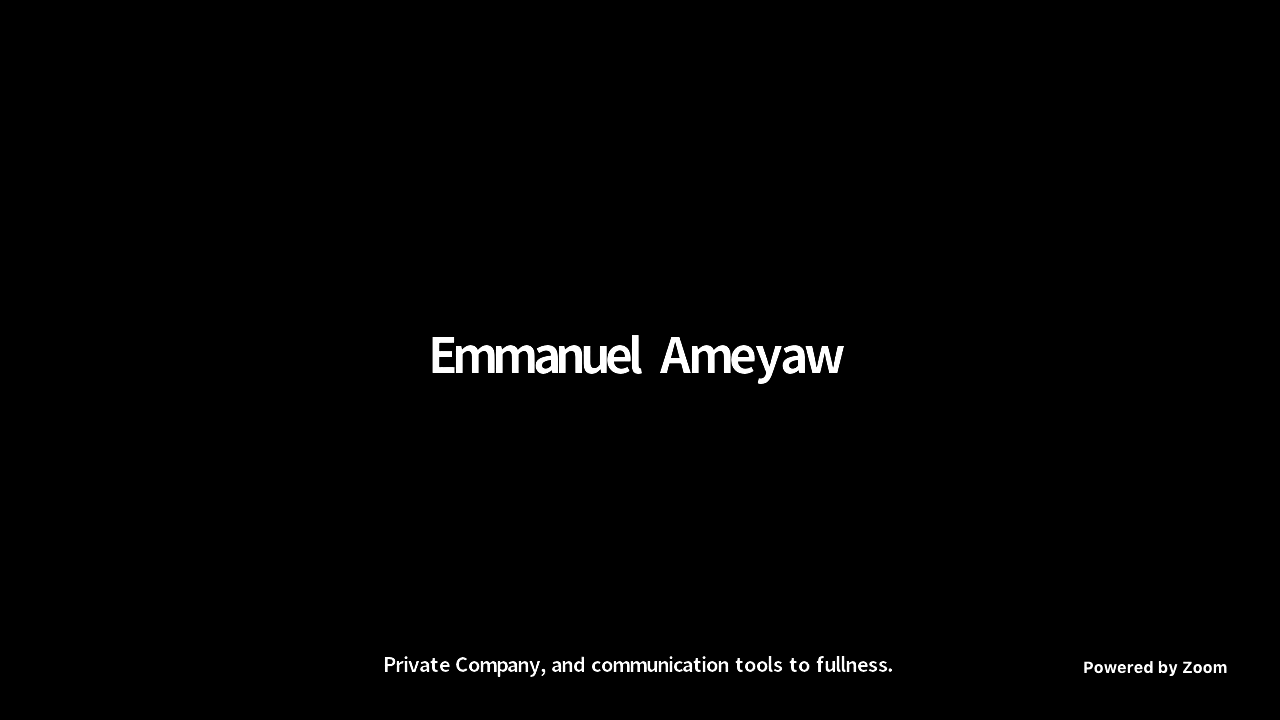 Emmanuel Ameyaw
Private Company, and communication tools to fullness.
Powered by Zoom